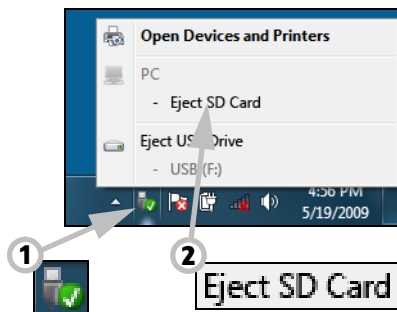 Open Devices and Printers
PC
- Eject SD Card
Eject USB Drive
- USB (F:)
4:56 PM
5/19/2009
1
2
Eject SD Card